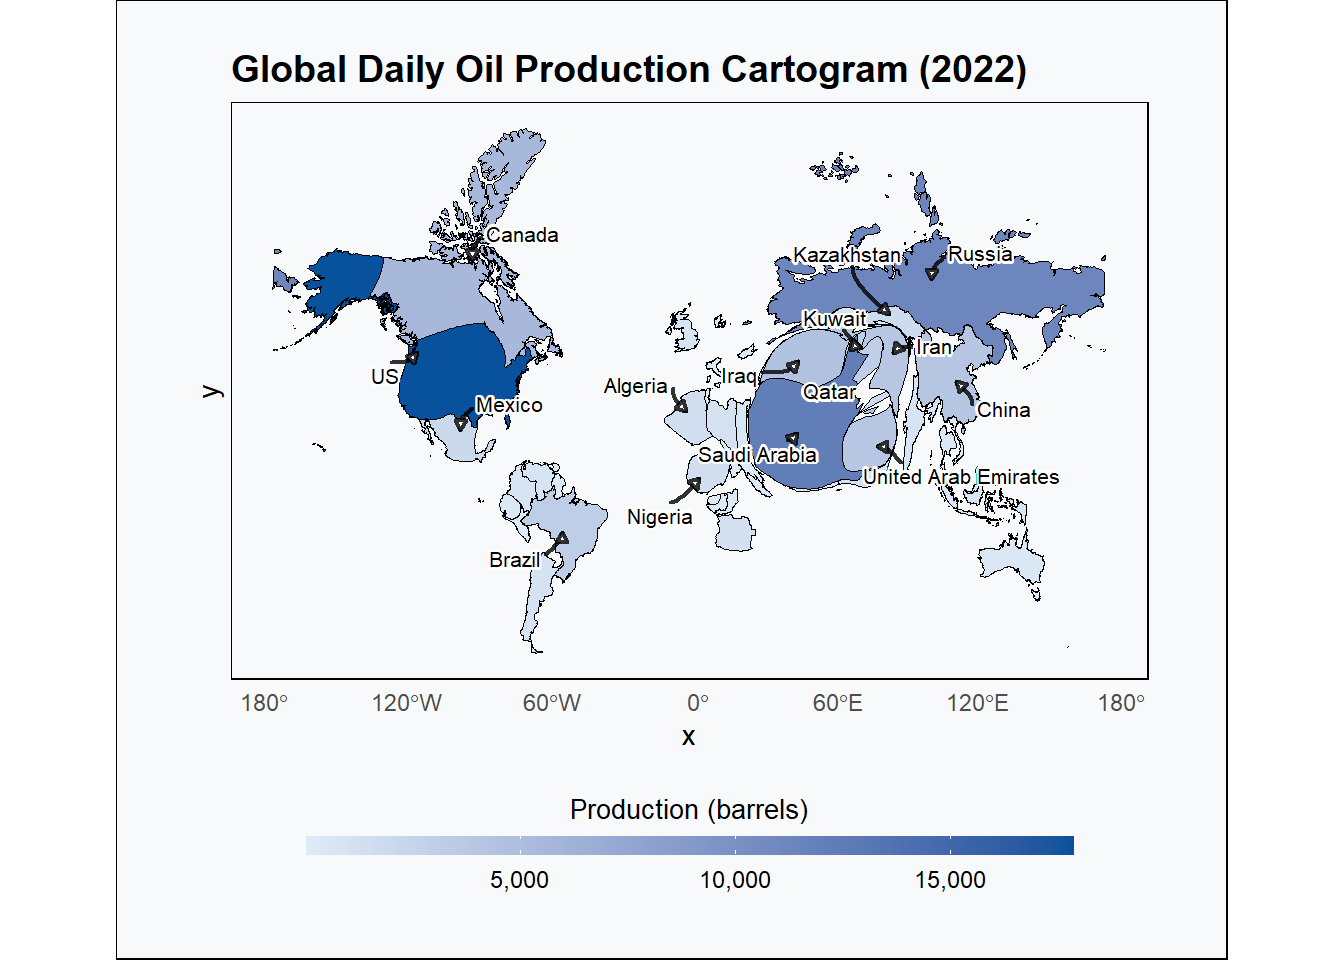 Global Daily Oil Production Cartogram (2022)
Canada
Kazakhstan
Russia
Kuwait
Iran
US
Iraq
Algeria
Qatar
Mexico
China
Saudi Arabia
United Arab Emirates
Nigeria
Brazil
y
180° 120°W 60°W 0° 60°E 120°E 180°
x
Production (barrels)
5,000 10,000 15,000